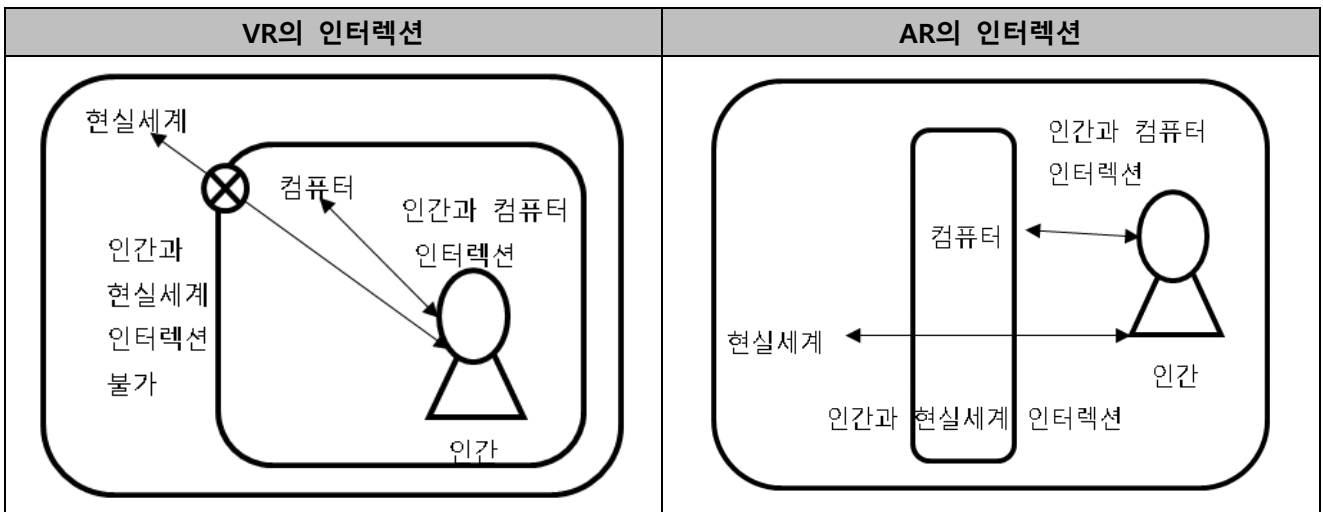 VR의 인터렉션
AR의 인터렉션
현실세계
컴퓨터
인간과 컴퓨터
인터렉션
인간과
현실세계
인터렉션
불가
인간
인간과 컴퓨터
인터렉션
컴퓨터
현실세계
인간
인간과 현실세계 인터렉션